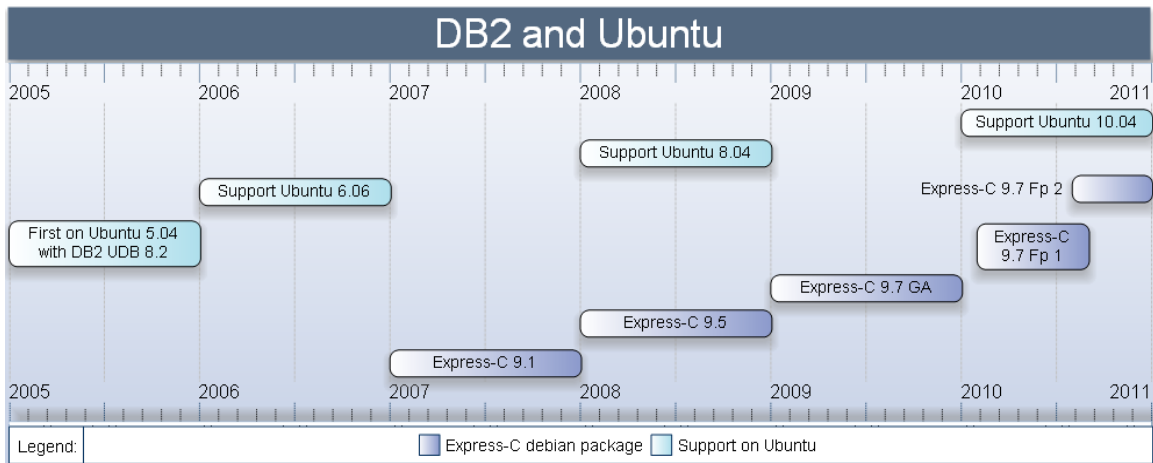 DB2 and Ubuntu
2005 2006 2007 2008 2009 2010 2011
Support Ubuntu 10.04
Support Ubuntu 8.04
Support Ubuntu 6.06
Express-C 9.7 Fp 2
First on Ubuntu 5.04
with DB2 UDB 8.2
Express-C
9.7 Fp 1
Express-C 9.7 GA
Express-C 9.5
Express-C 9.1
2005 2006 2007 2008 2009 2010 2011
Legend: Express-C debian package Support on Ubuntu